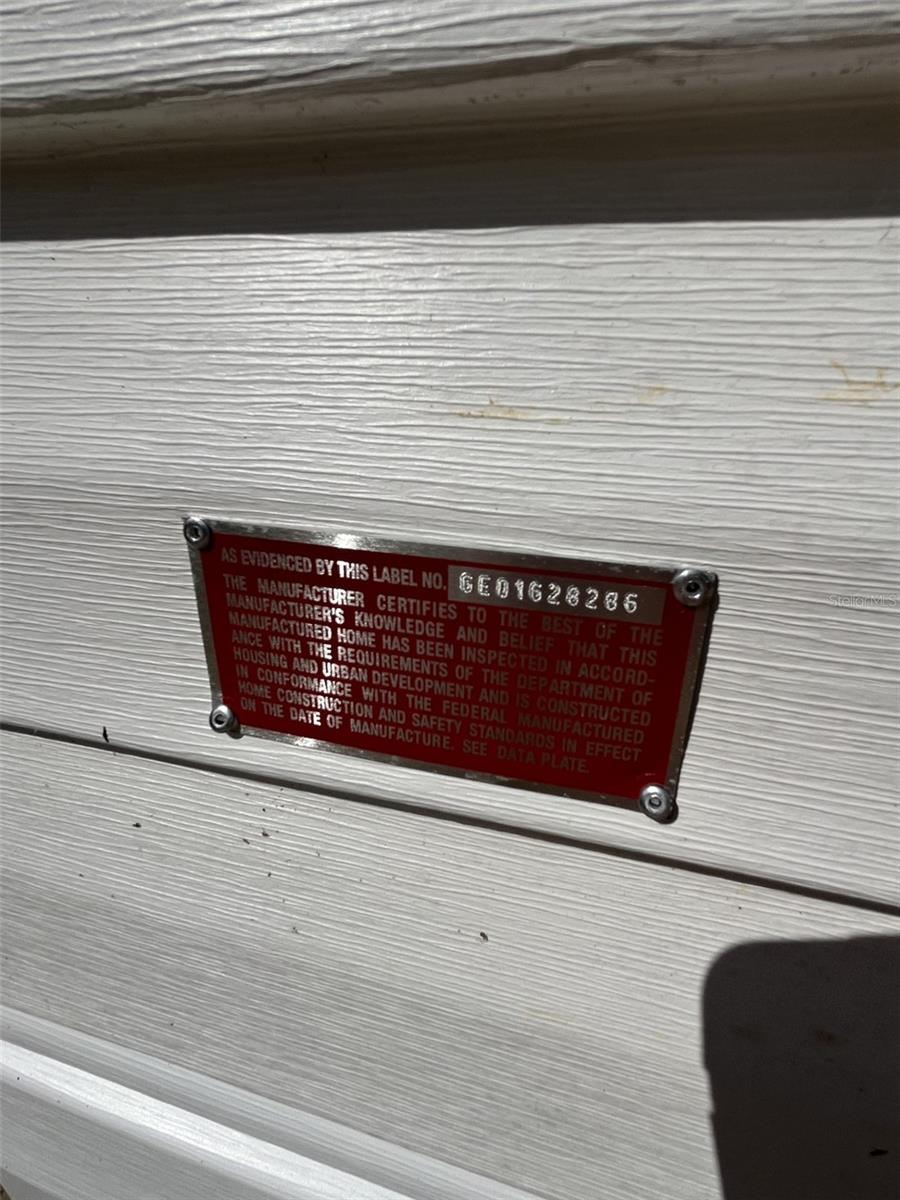 AS EVIDENCED BY THIS LABEL NO. GEO1628286
THE MANUFACTURER CERTIFIES TO THE BEST OF THE
MANUFACTURER'S KNOWLEDGE AND BELIEF THAT THIS
MANUFACTURED HOME HAS BEEN INSPECTED IN ACCORD-
ANCE WITH THE REQUIREMENTS OF THE DEPARTMENT OF
HOUSING AND URBAN DEVELOPMENT AND IS CONSTRUCTED
IN CONFORMANCE WITH THE FEDERAL MANUFACTURED
HOME CONSTRUCTION AND SAFETY STANDARDS IN EFFECT
ON THE DATE OF MANUFACTURE. SEE DATA PLATE.
StellarMLS